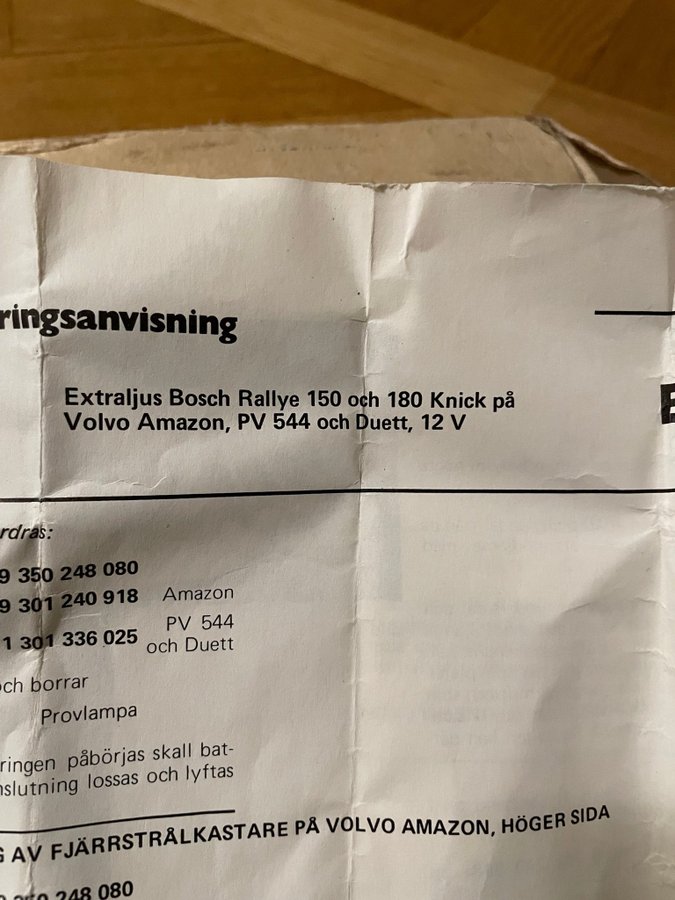 ringsanvisning
Extraljus Bosch Rallye 150 och 180 Knick på
Volvo Amazon, PV 544 och Duett, 12 V
rdras:
9 350 248 080
9 301 240 918 Amazon
1 301 336 025 PV 544
och Duett
och borrar
Provlampa
ringen påbörjas skall bat-
nslutning lossas och lyftas
G AV FJÄRRSTRÅLKASTARE PÅ VOLVO AMAZON, HÖGER SIDA
248 080